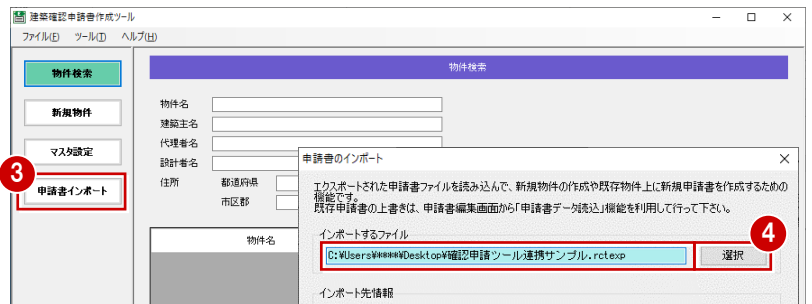 建築確認申請書作成ツール
ファイル(F) ツール(T) ヘルプ(H)
物件検索
新規物件
マスタ設定
3
申請書インポート
物件検索
物件名
建築主名
代理者名
設計者名
住所 都道府県
市区郡
物件名
申請書のインポート
エクスポートされた申請書ファイルを読み込んで、新規物件の作成や既存物件上に新規申請書を作成するための
機能です。
既存申請書の上書きは、申請書編集画面から「申請書データ読込」機能を利用して行って下さい。
インポートするファイル
4
C:¥Users¥*****¥Desktop¥確認申請ツール連携サンプル.rctexp
選択
インポート先情報